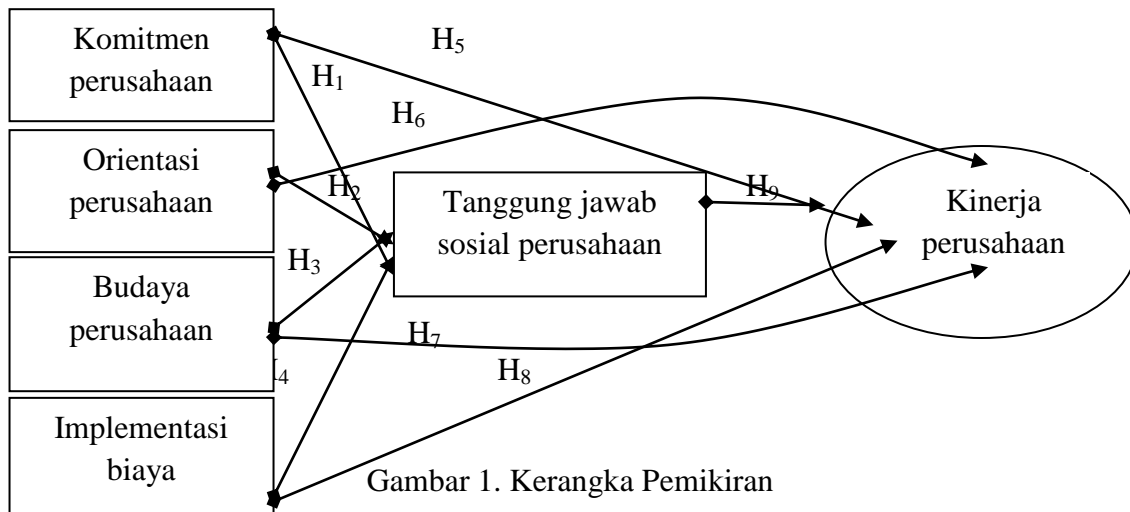 Komitmen
perusahaan
Orientasi
perusahaan
Budaya
perusahaan
Implementasi
biaya
H₅
H₁
H₆
H₂
H₃
H₇
H₈
H₉
Tanggung jawab
sosial perusahaan
Kinerja
perusahaan
Gambar 1. Kerangka Pemikiran